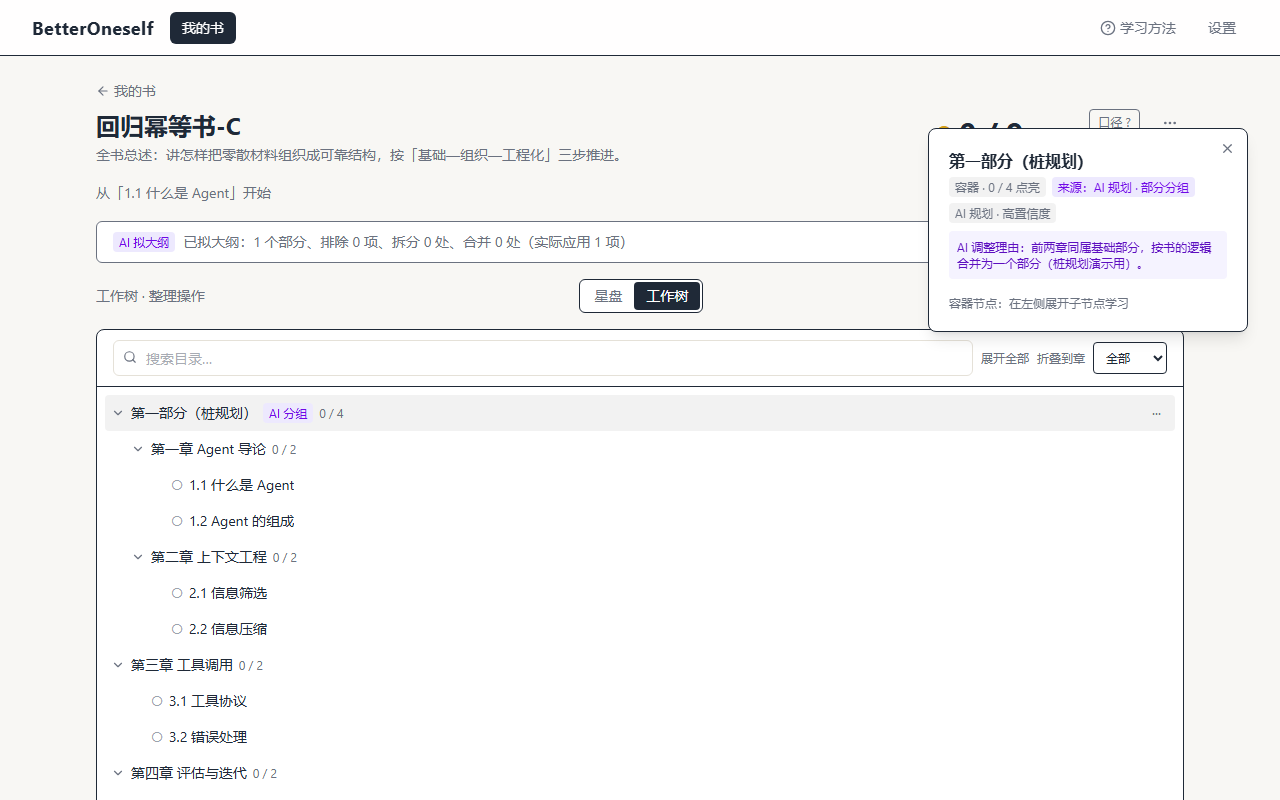 BetterOneself
我的书
学习方法
设置
我的书
回归幂等书-C
口径 ?
...
全书总述：讲怎样把零散材料组织成可靠结构，按「基础—组织—工程化」三步推进。
从「1.1 什么是 Agent」开始
AI 拟大纲 已拟大纲：1 个部分、排除 0 项、拆分 0 处、合并 0 处（实际应用 1 项）
第一部分（桩规划）
容器 · 0 / 4 点亮 来源：AI 规划 · 部分分组
AI 规划 · 高置信度
AI 调整理由：前两章同属基础部分，按书的逻辑
合并为一个部分（桩规划演示用）。
容器节点：在左侧展开子节点学习
工作树 · 整理操作
星盘
工作树
搜索目录...
展开全部
折叠到章
全部
第一部分（桩规划） AI 分组 0 / 4
...
第一章 Agent 导论 0 / 2
1.1 什么是 Agent
1.2 Agent 的组成
第二章 上下文工程 0 / 2
2.1 信息筛选
2.2 信息压缩
第三章 工具调用 0 / 2
3.1 工具协议
3.2 错误处理
第四章 评估与迭代 0 / 2